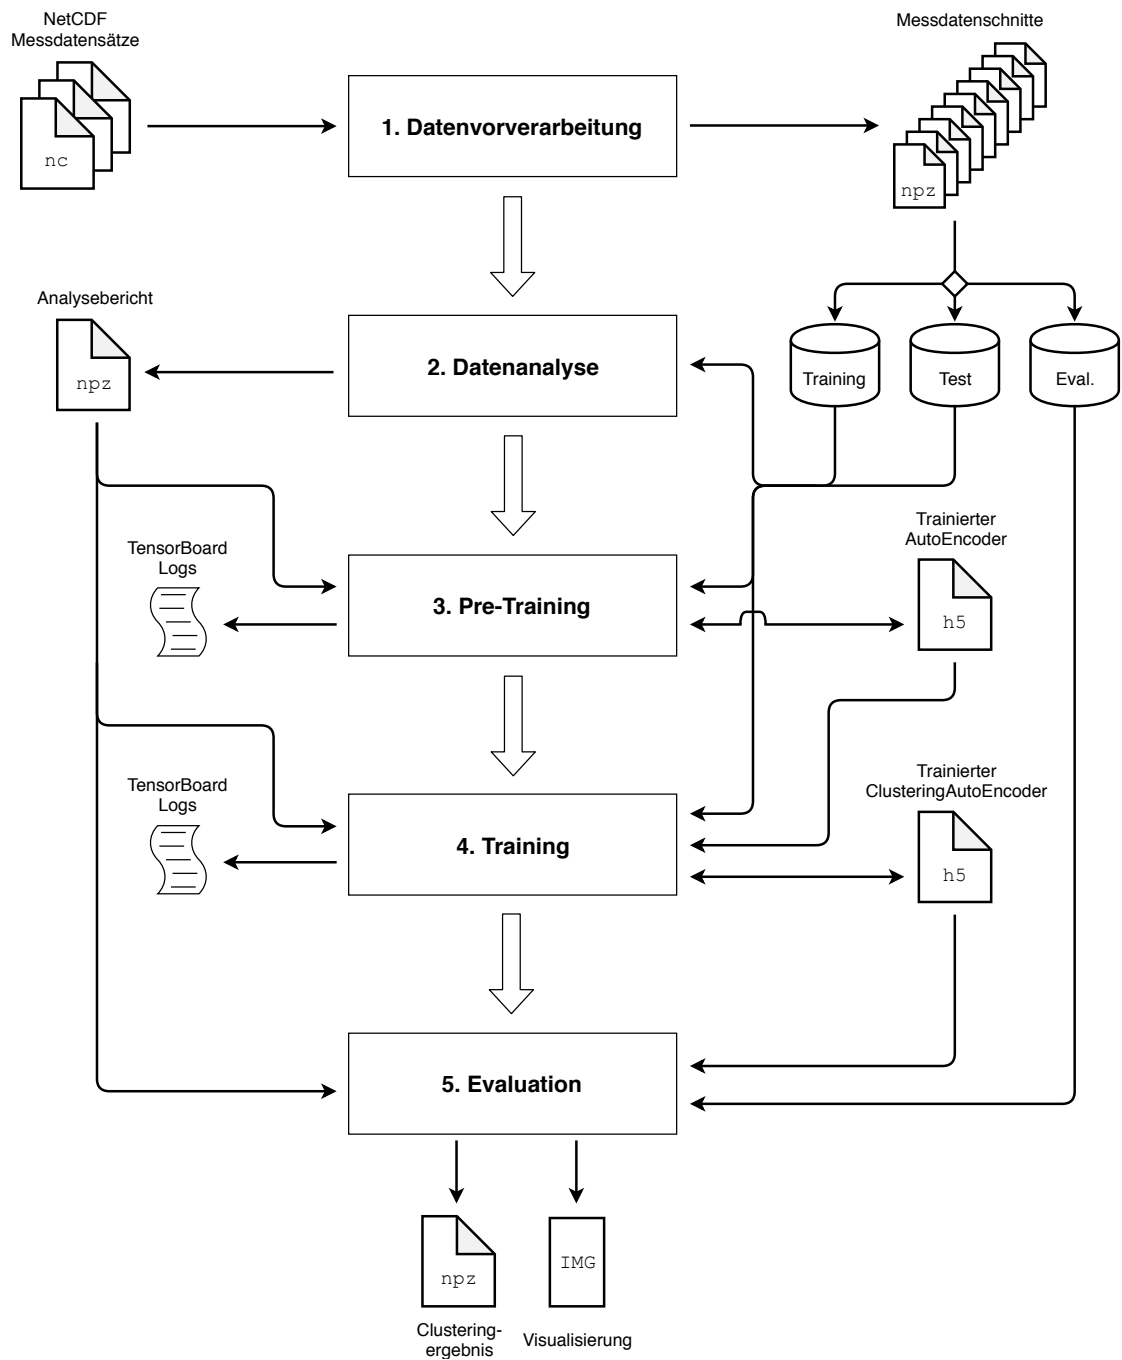 NetCDF
Messdatensätze
nc
1. Datenvorverarbeitung
Messdatenschnitte
npz
Training
Test
Eval.
Analysebericht
npz
2. Datenanalyse
TensorBoard
Logs
3. Pre-Training
Trainierter
AutoEncoder
h5
TensorBoard
Logs
4. Training
Trainierter
ClusteringAutoEncoder
h5
5. Evaluation
npz
Clustering-
ergebnis
IMG
Visualisierung